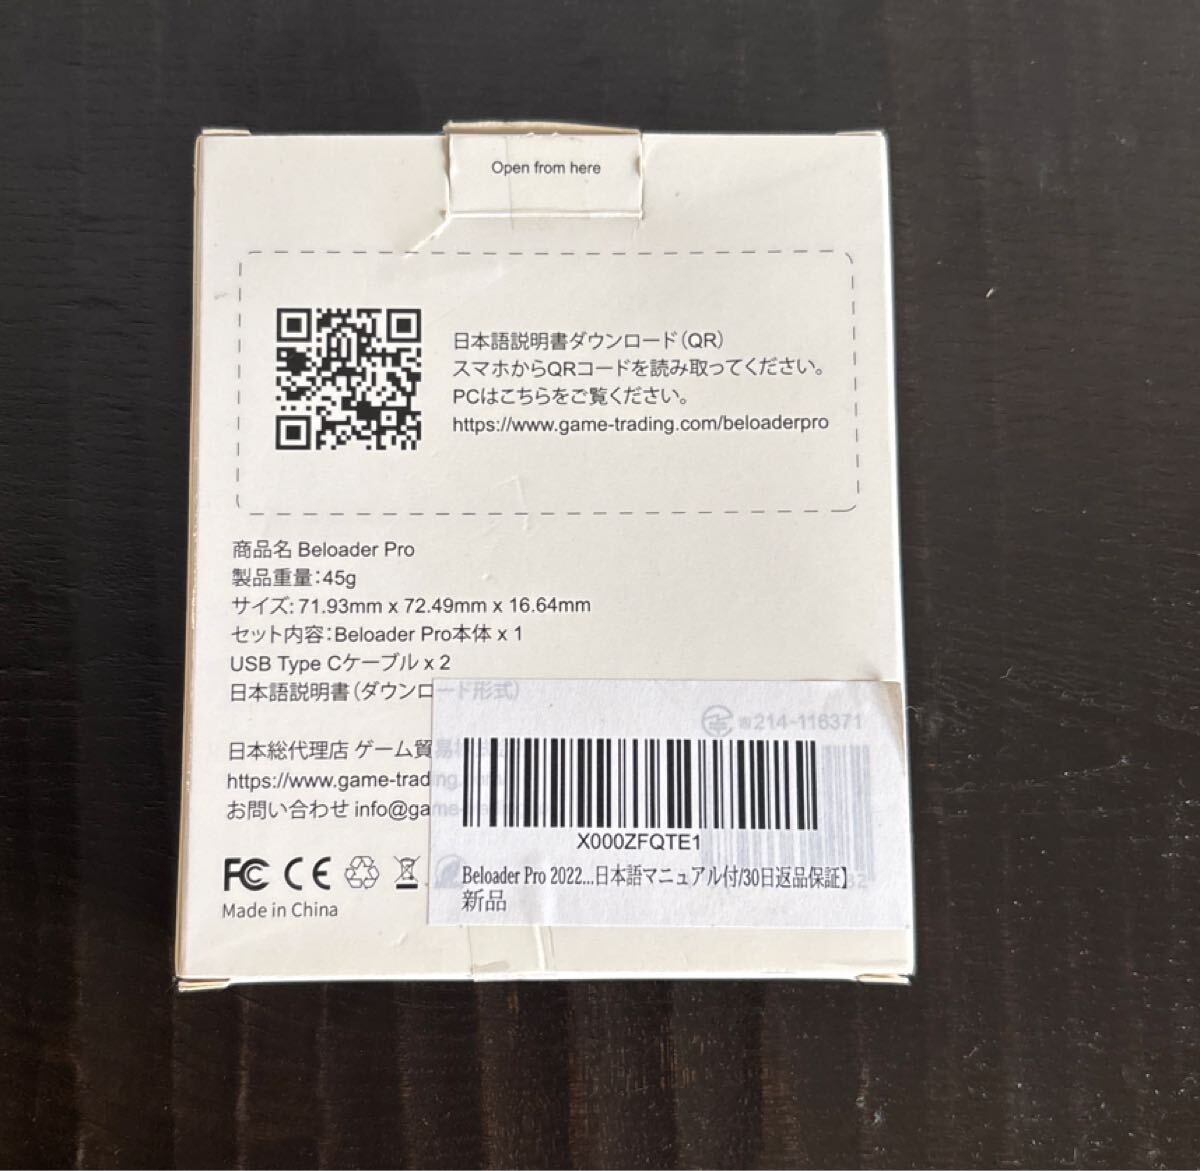 Open from here
日本語説明書ダウンロード(QR)
スマホからQRコードを読み取ってください。
PCはこちらをご覧ください。
https://www.game-trading.com/beloaderpro
商品名 Beloader Pro
製品重量:45g
サイズ: 71.93mm x 72.49mm x 16.64mm
セット内容:Beloader Pro本体 x 1
USB Type Cケーブル x 2
日本語説明書(ダウンロード形式)
214-116371
日本総代理店 ゲーム貿易
https://www.game-trading
お問い合わせ info@game
X000ZFQTE1
FC CE
Beloader Pro 2022...日本語マニュアル付/30日返品保証】
新品
Made in China